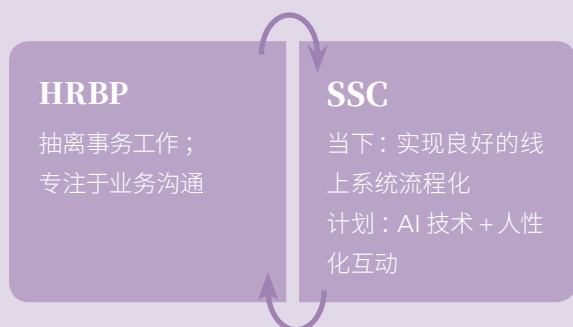 HRBP
抽离事务工作；
专注于业务沟通
SSC
当下：实现良好的线
上系统流程化
计划：AI 技术 + 人性
化互动